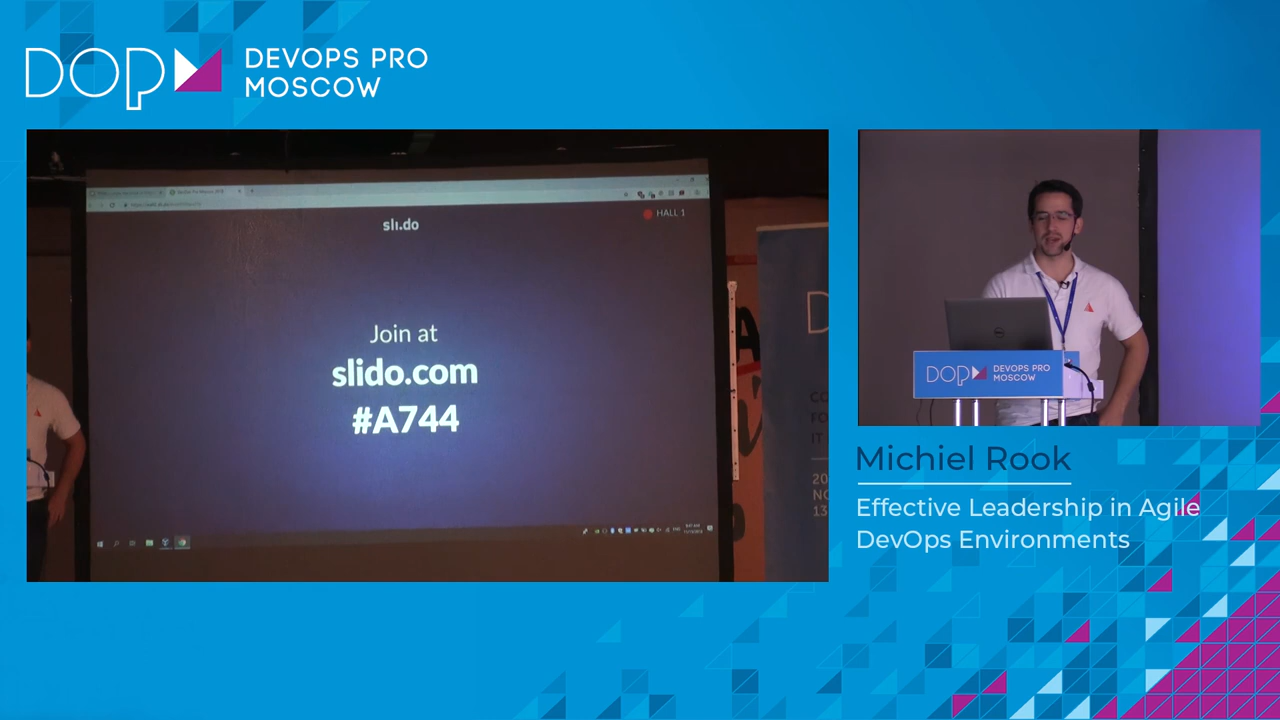 DOP
DEVOPS PRO
MOSCOW
sli.do
HALL 1
Join at
slido.com
#A744
DOP
DEVOPS PRO
MOSCOW
Michiel Rook
Effective Leadership in Agile
DevOps Environments